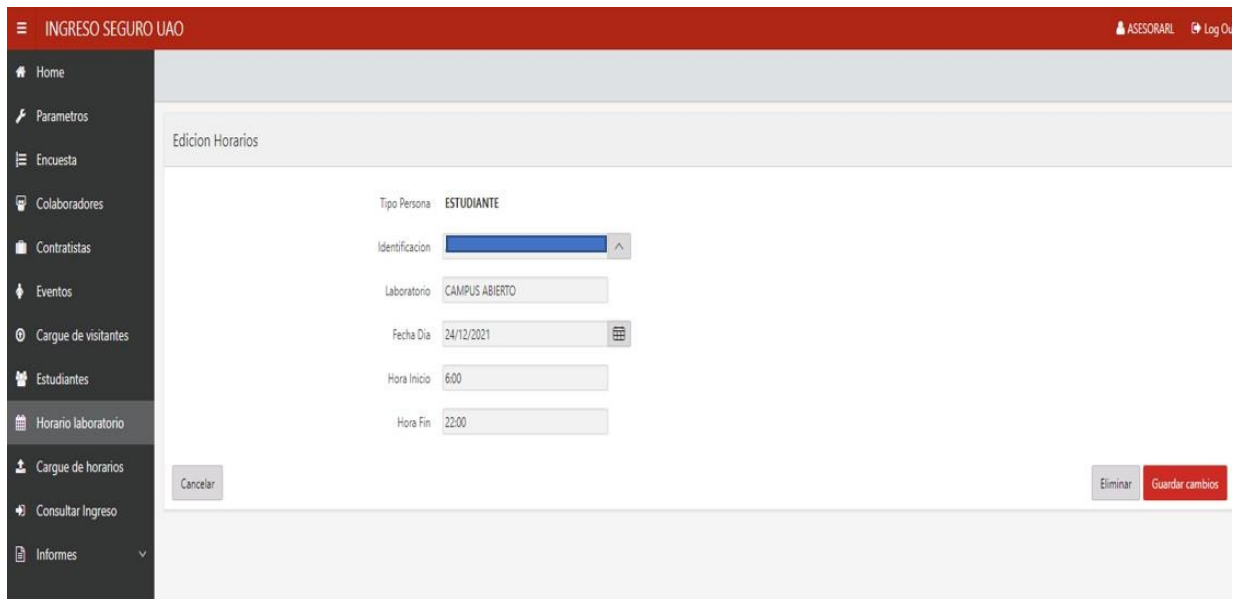 INGRESO SEGURO UAO
ASESORARL Log Ou
Home
Parametros
Encuesta
Colaboradores
Contratistas
Eventos
Cargue de visitantes
Estudiantes
Horario laboratorio
Cargue de horarios
Consultar Ingreso
Informes
Edicion Horarios
Tipo Persona ESTUDIANTE
Identificacion
Laboratorio CAMPUS ABIERTO
Fecha Dia 24/12/2021
Hora Inicio 6:00
Hora Fin 22:00
Cancelar Eliminar Guardar cambios